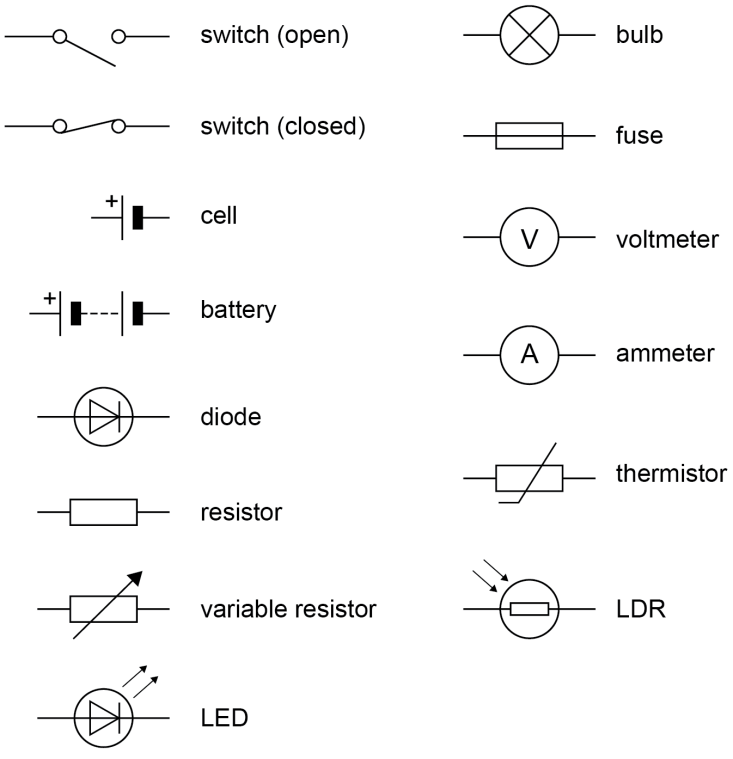 switch (open)
switch (closed)
+
cell
+
battery
diode
resistor
variable resistor
LED
bulb
fuse
V
voltmeter
A
ammeter
thermistor
LDR